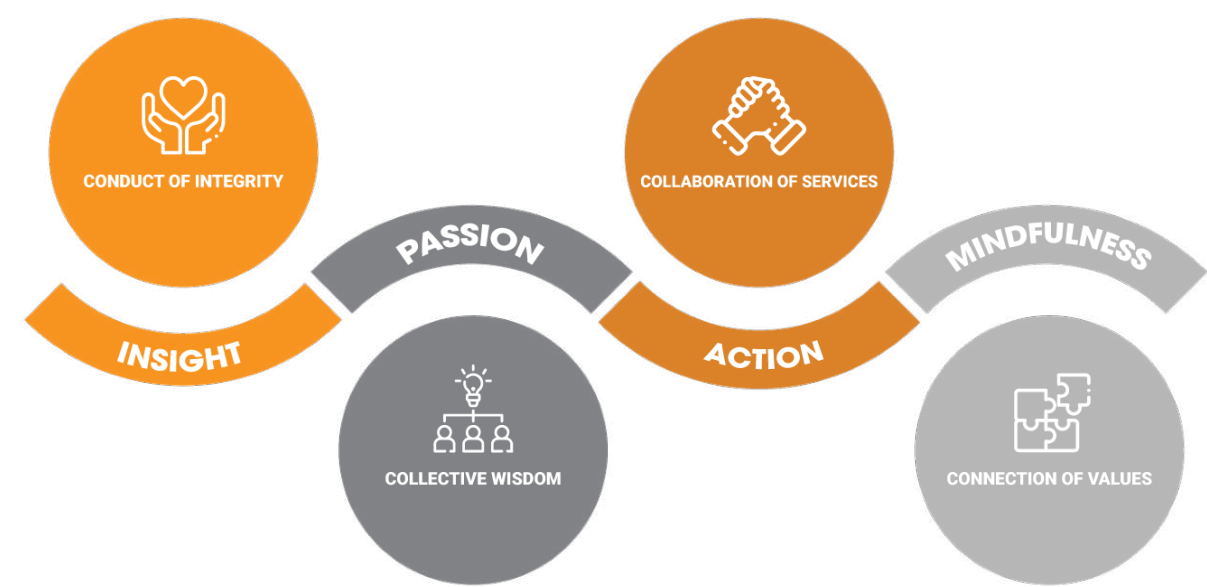 CONDUCT OF INTEGRITY
INSIGHT
PASSION
COLLECTIVE WISDOM
COLLABORATION OF SERVICES
ACTION
MINDFULNESS
CONNECTION OF VALUES